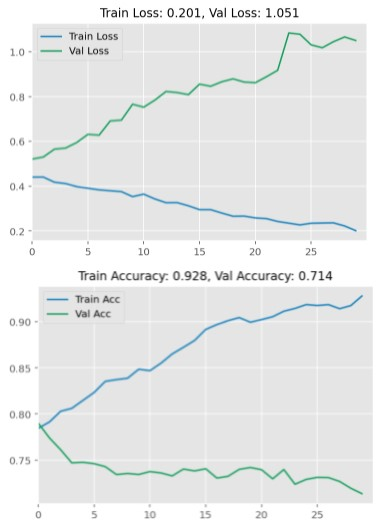 Train Loss: 0.201, Val Loss: 1.051
Train Loss
Val Loss
1.0
0.8
0.6
0.4
0.2
0 5 10 15 20 25
Train Accuracy: 0.928, Val Accuracy: 0.714
Train Acc
Val Acc
0.90
0.85
0.80
0.75
0 5 10 15 20 25